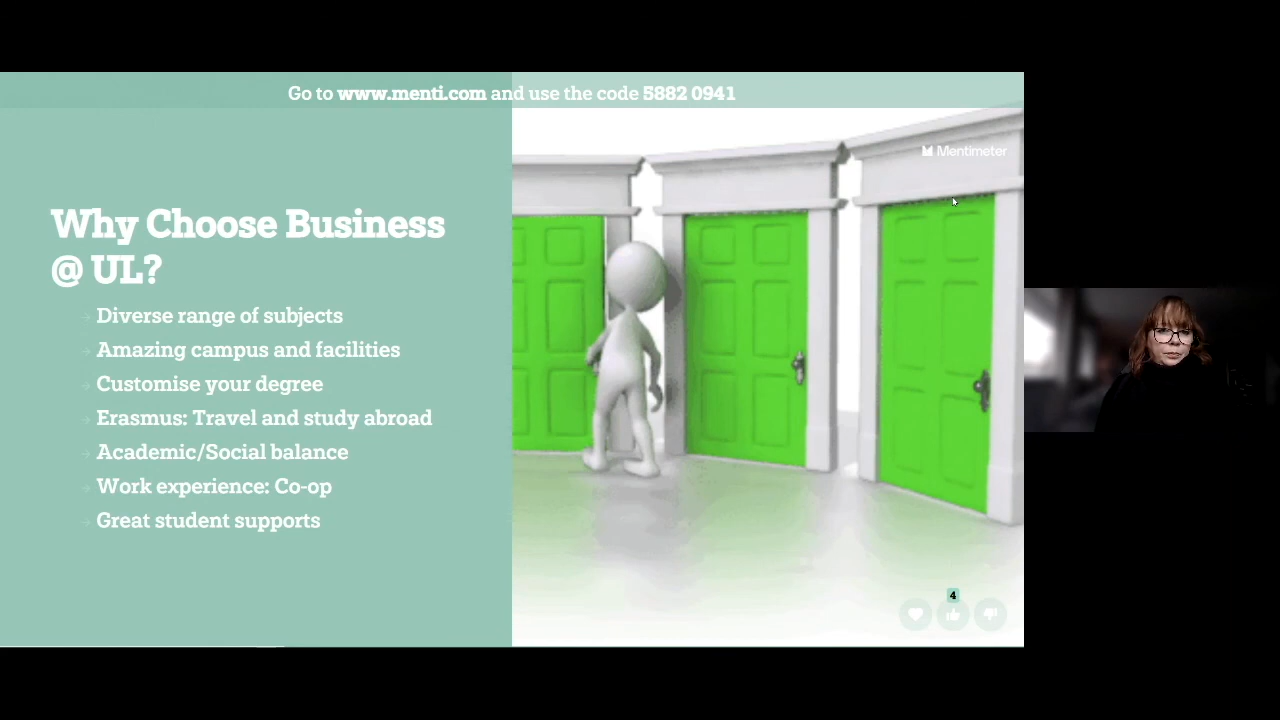 Go to www.menti.com and use the code 5882 0941
Mentimeter
Why Choose Business
@ UL?
Diverse range of subjects
Amazing campus and facilities
Customise your degree
Erasmus: Travel and study abroad
Academic/Social balance
Work experience: Co-op
Great student supports
4